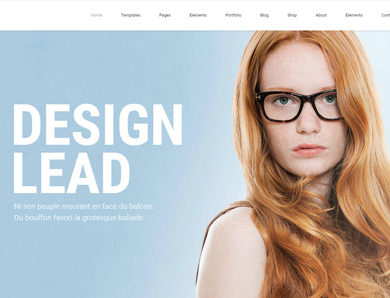 Home Templates Pages Elements Portfolio Blog Shop About Elements Cont
DESIGN
LEAD
Ni son peuple mourant en face du balcon.
Du bouffon favori la grotesque ballade.